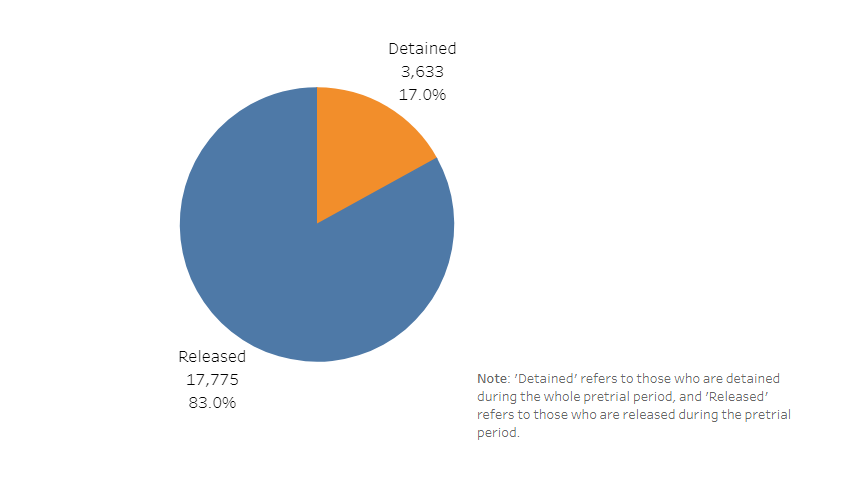 Detained
3,633
17.0%
Released
17,775
83.0%
Note: 'Detained' refers to those who are detained
during the whole pretrial period, and 'Released'
refers to those who are released during the pretrial
period.